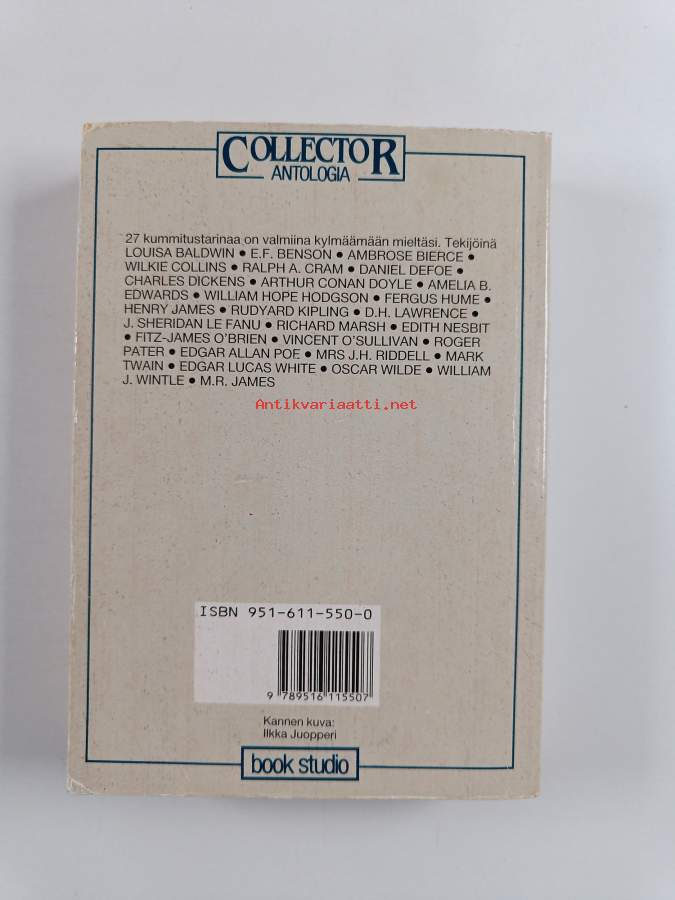 COLLECTOR
ANTOLOGIA
27 kummitustarinaa on valmiina kylmäämään mieltäsi. Tekijöinä
LOUISA BALDWIN ● E.F. BENSON ● AMBROSE BIERCE ●
WILKIE COLLINS ● RALPH A. CRAM ● DANIEL DEFOE ●
CHARLES DICKENS ● ARTHUR CONAN DOYLE ● AMELIA B.
EDWARDS ● WILLIAM HOPE HODGSON ● FERGUS HUME ●
HENRY JAMES ● RUDYARD KIPLING ● D.H. LAWRENCE ●
J. SHERIDAN LE FANU ● RICHARD MARSH ● EDITH NESBIT
● FITZ-JAMES O'BRIEN ● VINCENT O'SULLIVAN ● ROGER
PATER ● EDGAR ALLAN POE ● MRS J.H. RIDDELL ● MARK
TWAIN ● EDGAR LUCAS WHITE ● OSCAR WILDE ● WILLIAM
J. WINTLE ● M.R. JAMES
Antikvariaatti.net
ISBN 951-611-550-0
9 789516 115507
Kannen kuva:
Ilkka Juopperi
book studio